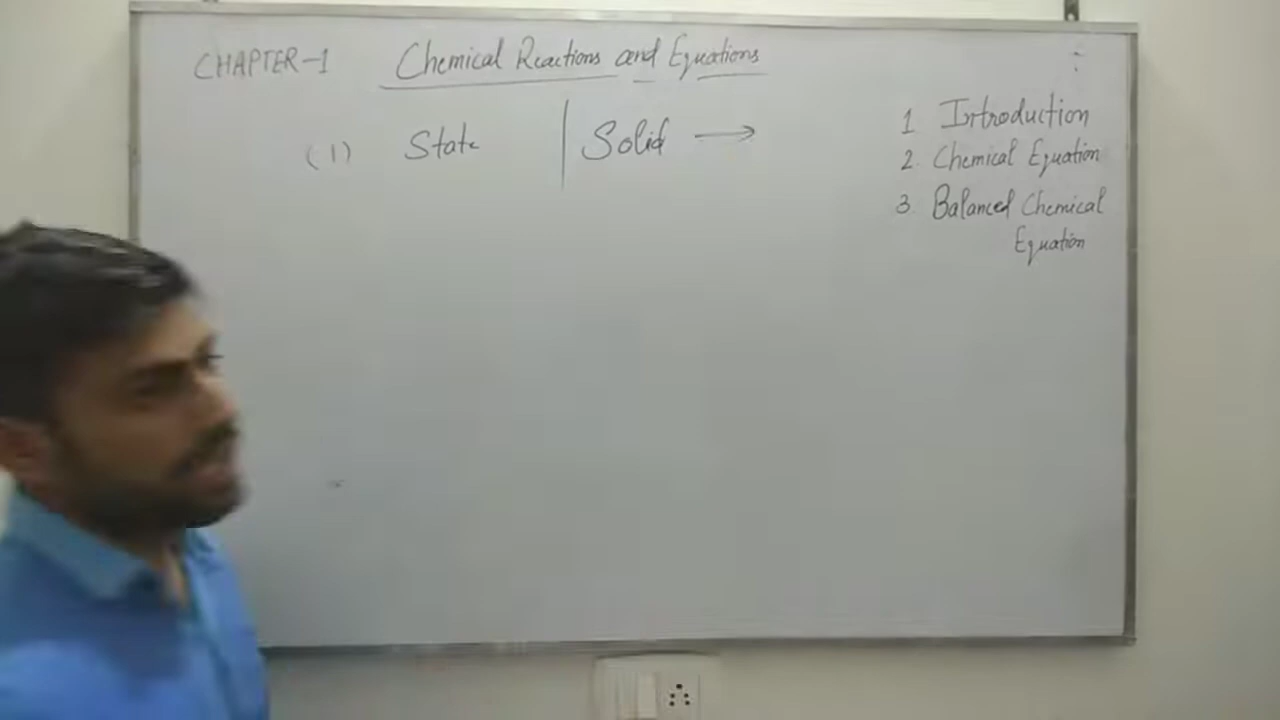 CHAPTER-1 Chemical Reactions and Equations
(1) State | Solid →
1 Introduction
2. Chemical Equation
3. Balanced Chemical
Equation